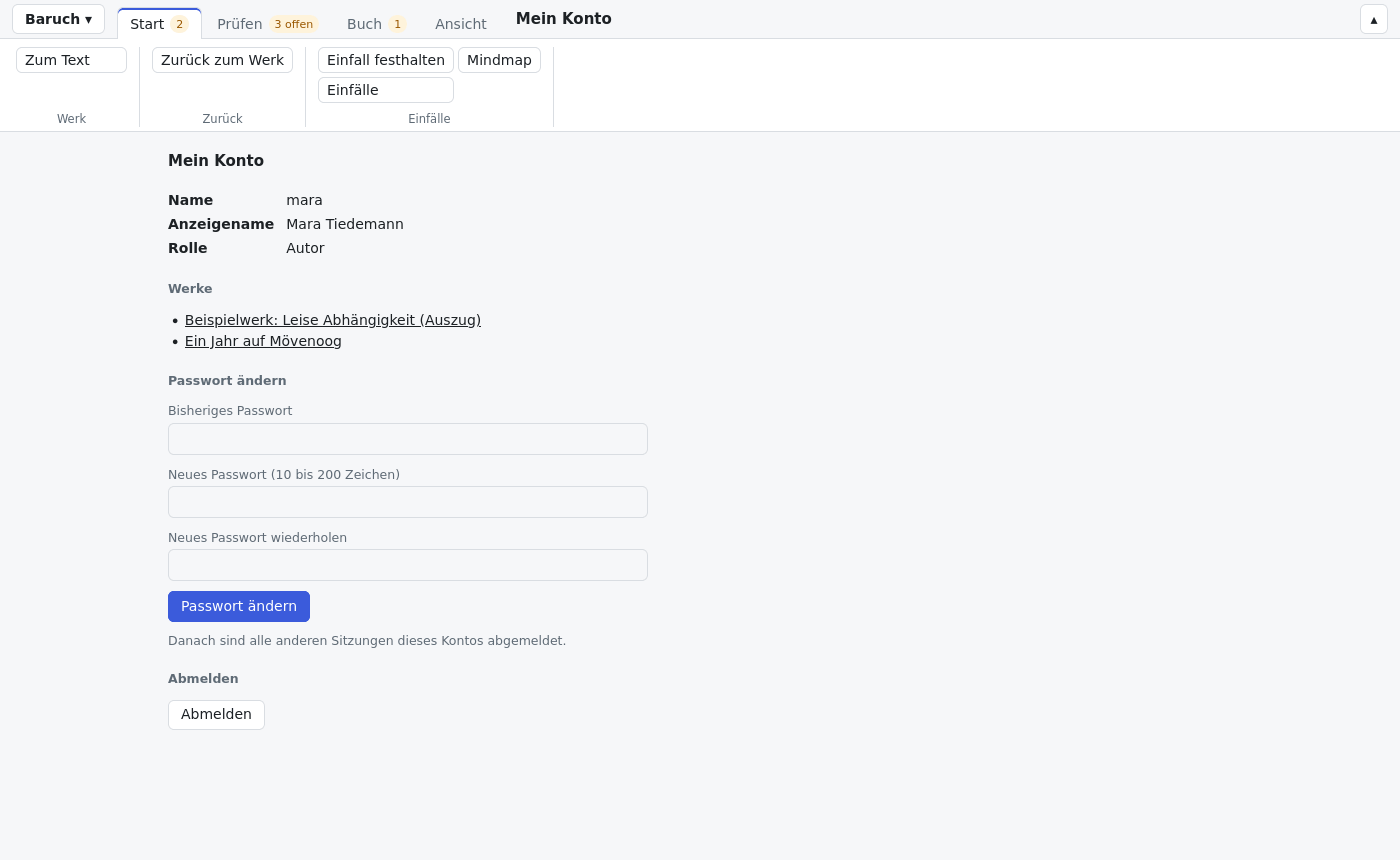 Baruch ▾ Start 2 Prüfen 3 offen Buch 1 Ansicht Mein Konto ▴
Zum Text Zurück zum Werk Einfall festhalten Mindmap
Einfälle
Werk Zurück Einfälle
Mein Konto
Name mara
Anzeigename Mara Tiedemann
Rolle Autor
Werke
• Beispielwerk: Leise Abhängigkeit (Auszug)
• Ein Jahr auf Mövenoog
Passwort ändern
Bisheriges Passwort
Neues Passwort (10 bis 200 Zeichen)
Neues Passwort wiederholen
Passwort ändern
Danach sind alle anderen Sitzungen dieses Kontos abgemeldet.
Abmelden
Abmelden